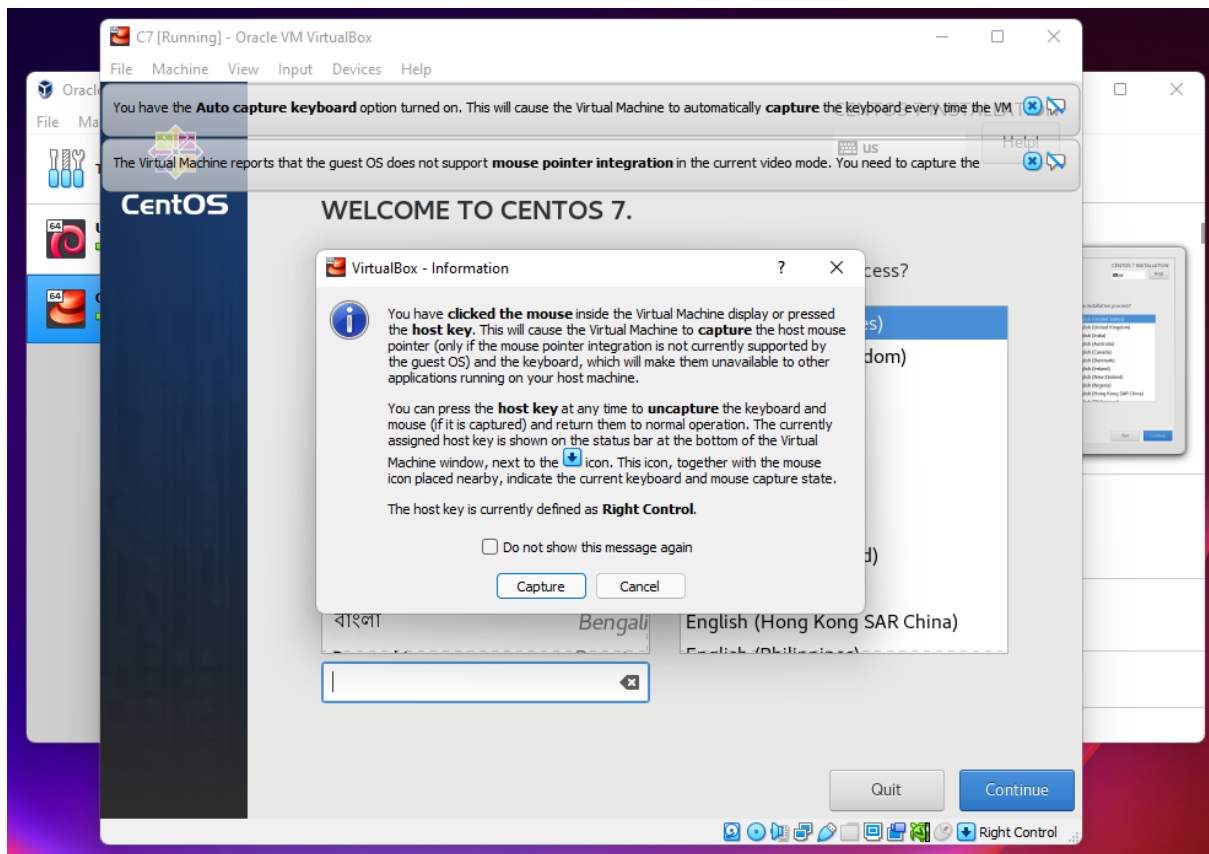 C7 [Running] - Oracle VM VirtualBox
File Machine View Input Devices Help
Oracle
File Ma
You have the Auto capture keyboard option turned on. This will cause the Virtual Machine to automatically capture the keyboard every time the VM
CENTOS 7 INSTALLATION
us
Help!
The Virtual Machine reports that the guest OS does not support mouse pointer integration in the current video mode. You need to capture the
CentOS
WELCOME TO CENTOS 7.
64
64
VirtualBox - Information
?
cess?
You have clicked the mouse inside the Virtual Machine display or pressed
the host key. This will cause the Virtual Machine to capture the host mouse
pointer (only if the mouse pointer integration is not currently supported by
the guest OS) and the keyboard, which will make them unavailable to other
applications running on your host machine.
You can press the host key at any time to uncapture the keyboard and
mouse (if it is captured) and return them to normal operation. The currently
assigned host key is shown on the status bar at the bottom of the Virtual
Machine window, next to the icon. This icon, together with the mouse
icon placed nearby, indicate the current keyboard and mouse capture state.
The host key is currently defined as Right Control.
Do not show this message again
Capture Cancel
es)
dom)
d)
বাংলা Bengali
English (Hong Kong SAR China)
English (Philippines)
Quit Continue
Right Control
CENTOS 7 INSTALLATION